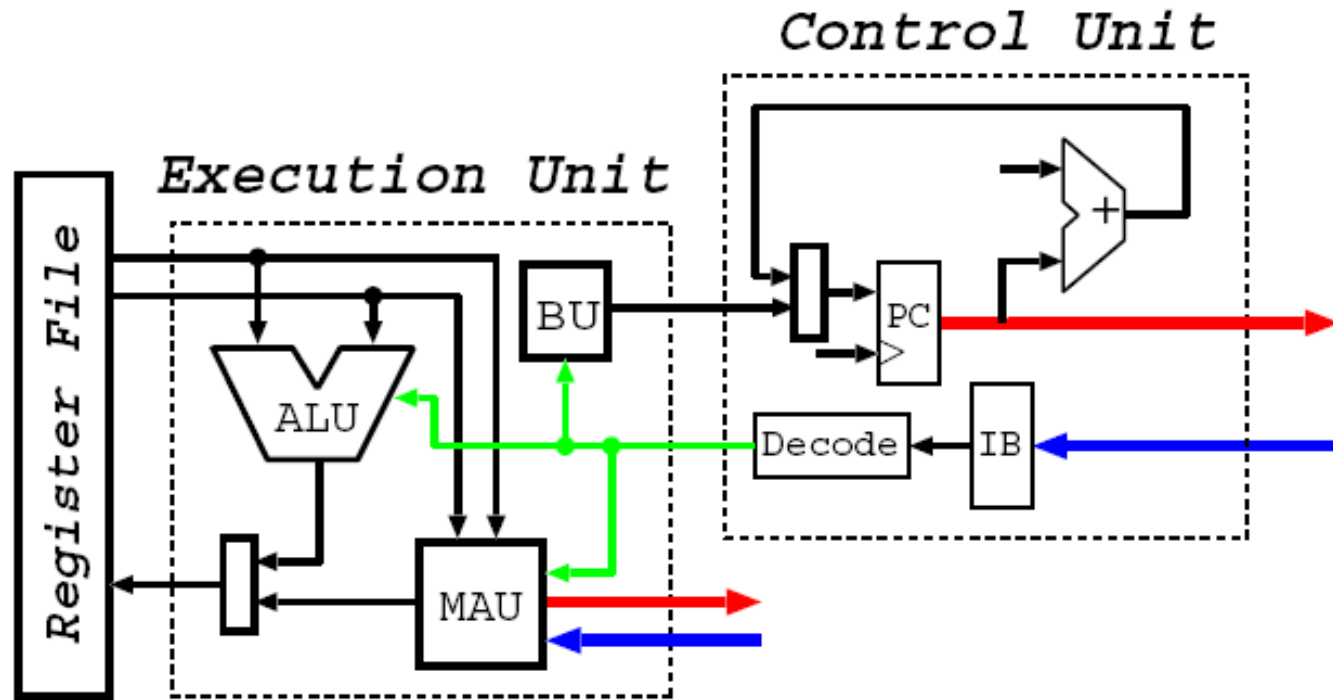 Control Unit
Execution Unit
Register File
BU
PC
+
ALU
Decode
IB
MAU